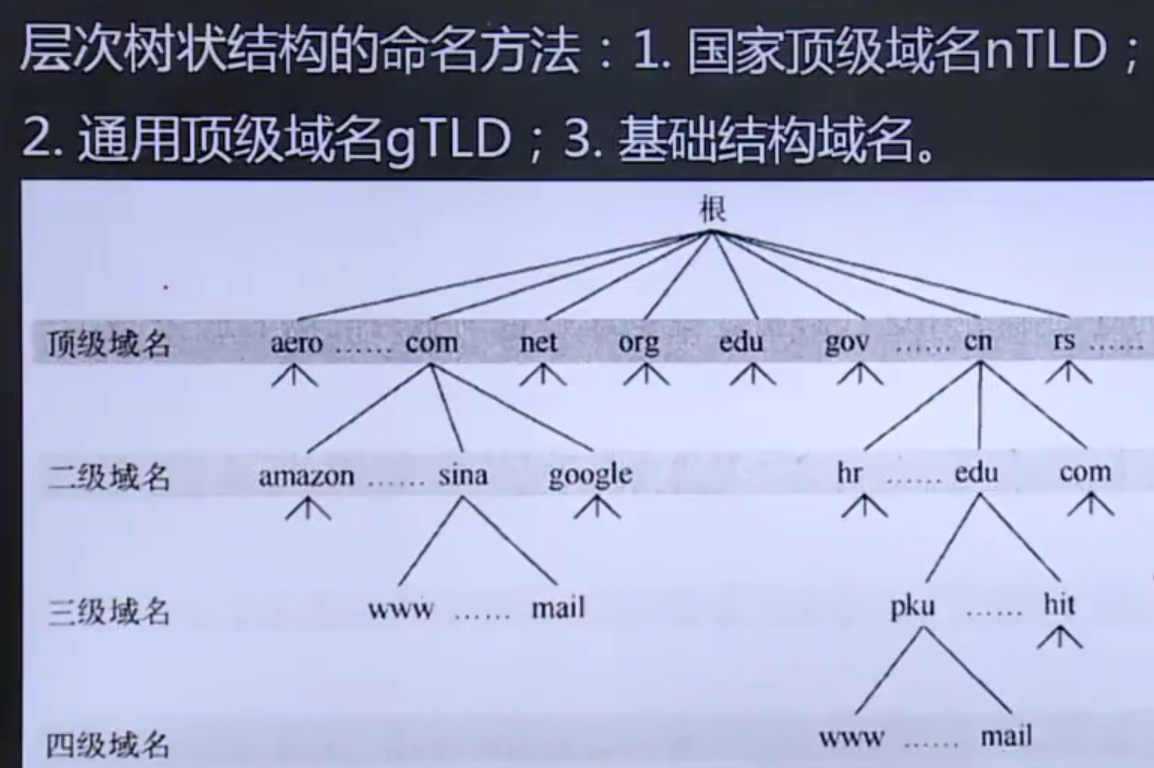 层次树状结构的命名方法：1. 国家顶级域名nTLD；
2. 通用顶级域名gTLD；3. 基础结构域名。
根
顶级域名 aero …… com net org edu gov …… cn rs ……
二级域名 amazon …… sina google hr …… edu com
三级域名 www …… mail pku …… hit
四级域名 www …… mail